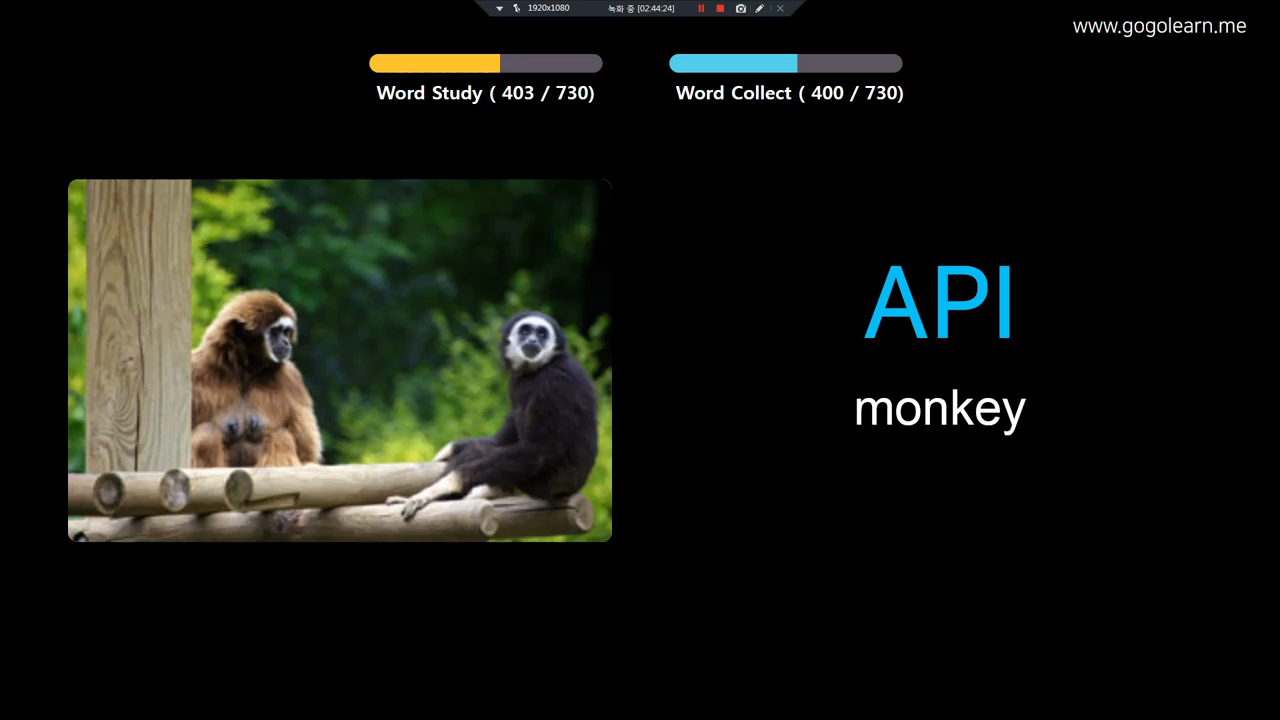 1920x1080 녹화 중 [02:44:24]
www.gogolearn.me
Word Study ( 403 / 730)
Word Collect ( 400 / 730)
API
monkey